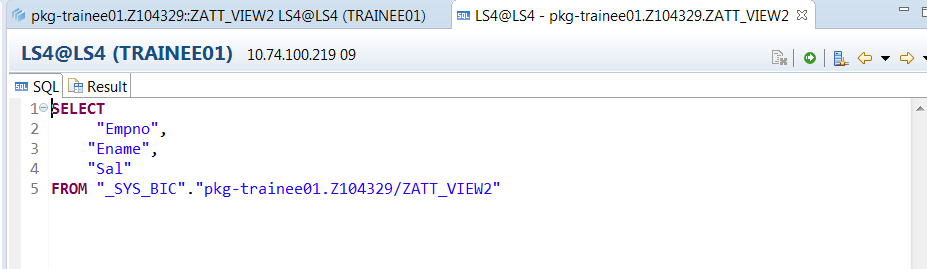 pkg-trainee01.Z104329::ZATT_VIEW2 LS4@LS4 (TRAINEE01)
SQL LS4@LS4 - pkg-trainee01.Z104329.ZATT_VIEW2
LS4@LS4 (TRAINEE01) 10.74.100.219 09
SQL SQL Result
1 SELECT
2 "Empno",
3 "Ename",
4 "Sal"
5 FROM "_SYS_BIC"."pkg-trainee01.Z104329/ZATT_VIEW2"